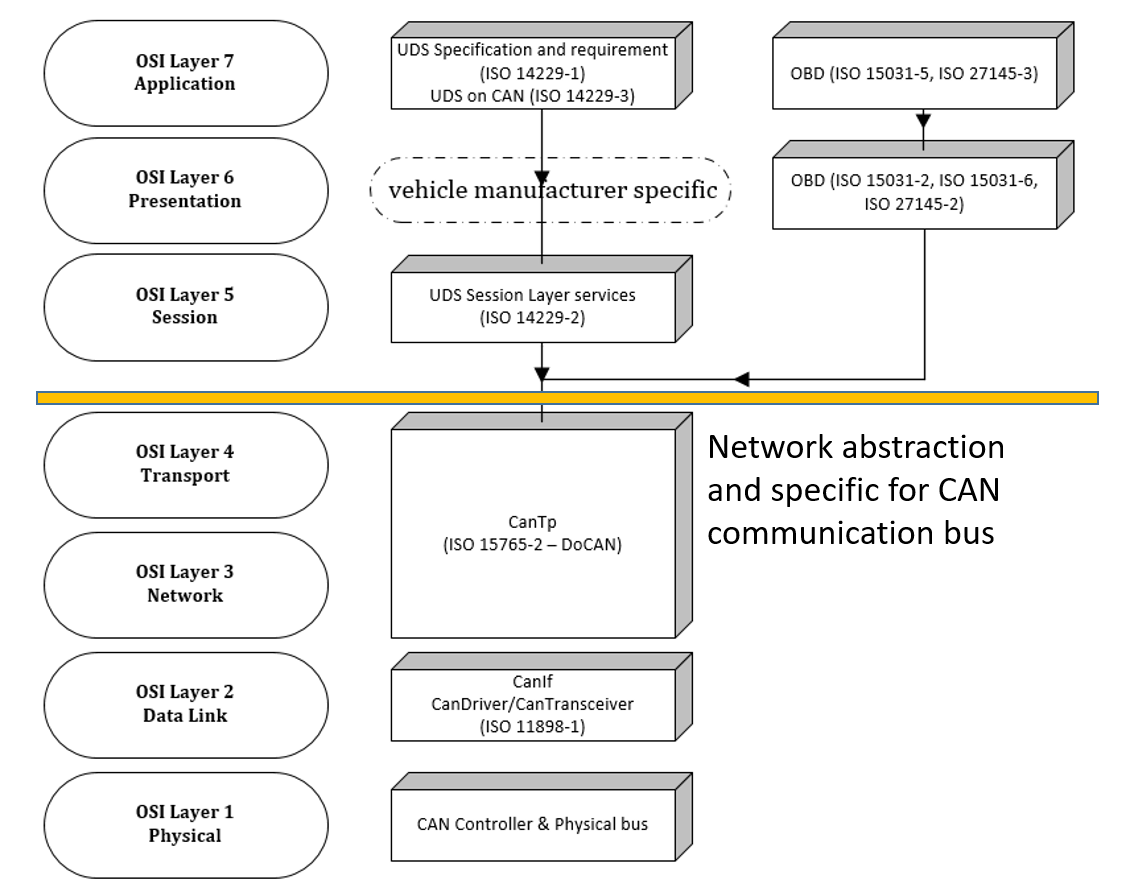 OSI Layer 7
Application
UDS Specification and requirement
(ISO 14229-1)
UDS on CAN (ISO 14229-3)
OBD (ISO 15031-5, ISO 27145-3)
OSI Layer 6
Presentation
vehicle manufacturer specific
OBD (ISO 15031-2, ISO 15031-6,
ISO 27145-2)
OSI Layer 5
Session
UDS Session Layer services
(ISO 14229-2)
OSI Layer 4
Transport
CanTp
(ISO 15765-2 – DoCAN)
Network abstraction
and specific for CAN
communication bus
OSI Layer 3
Network
OSI Layer 2
Data Link
CanIf
CanDriver/CanTransceiver
(ISO 11898-1)
OSI Layer 1
Physical
CAN Controller & Physical bus